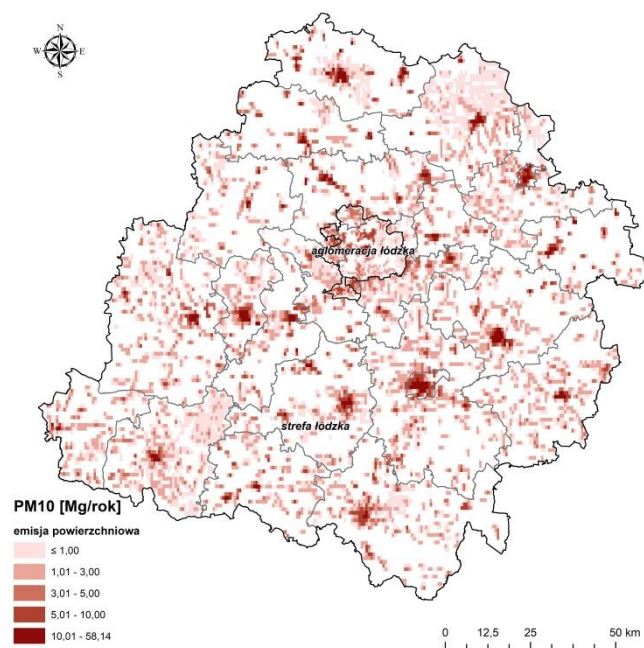 N
W E
S
aglomeracja łódzka
strefa łódzka
PM10 [Mg/rok]
emisja powierzchniowa
≤ 1,00
1,01 - 3,00
3,01 - 5,00
5,01 - 10,00
10,01 - 58,14
0 12,5 25 50 km